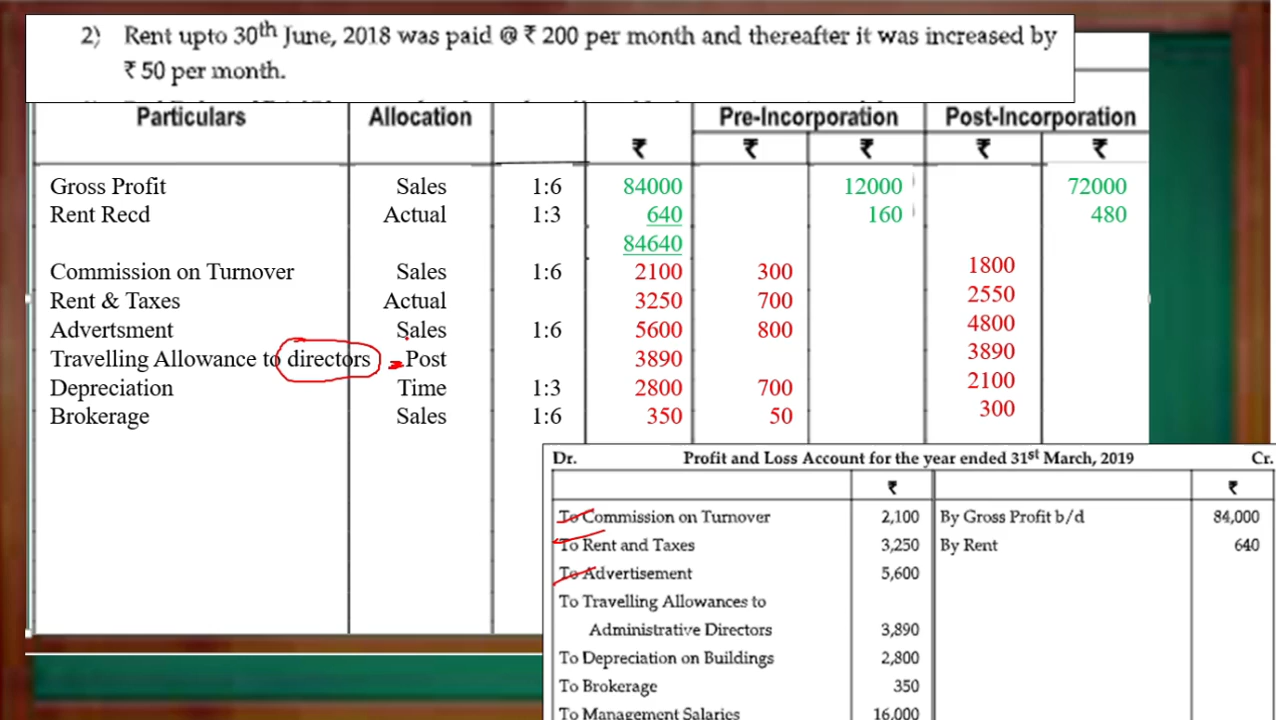 2) Rent upto 30th June, 2018 was paid @ ₹ 200 per month and thereafter it was increased by
₹ 50 per month.
Particulars Allocation ₹ Pre-Incorporation Post-Incorporation
₹ ₹ ₹ ₹
Gross Profit Sales 1:6 84000 12000 72000
Rent Recd Actual 1:3 640 160 480
84640
Commission on Turnover Sales 1:6 2100 300 1800
Rent & Taxes Actual 3250 700 2550
Advertsment Sales 1:6 5600 800 4800
Travelling Allowance to directors Post 3890 3890
Depreciation Time 1:3 2800 700 2100
Brokerage Sales 1:6 350 50 300
Dr. Profit and Loss Account for the year ended 31st March, 2019 Cr.
₹ ₹
To Commission on Turnover 2,100 By Gross Profit b/d 84,000
To Rent and Taxes 3,250 By Rent 640
To Advertisement 5,600
To Travelling Allowances to
Administrative Directors 3,890
To Depreciation on Buildings 2,800
To Brokerage 350
To Management Salaries 16,000